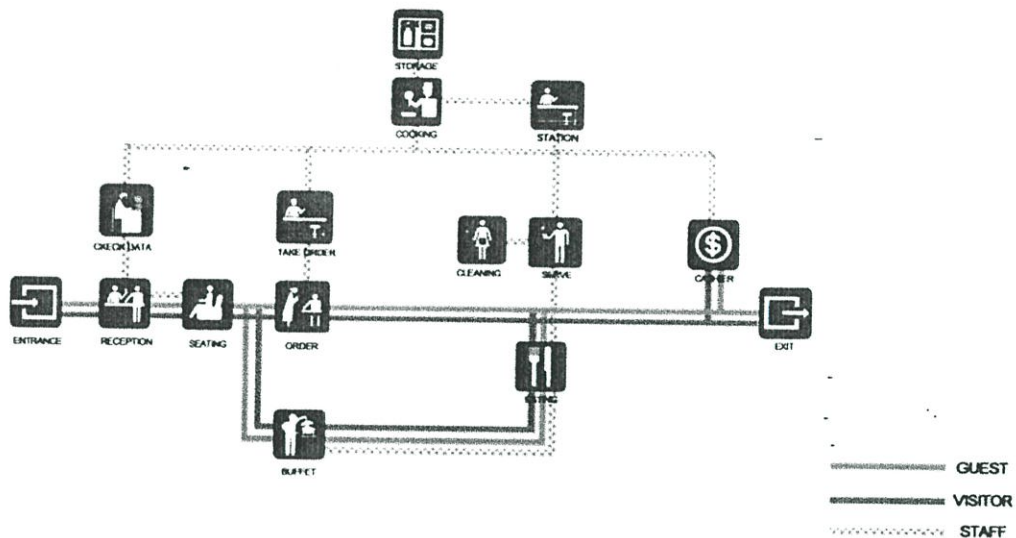 STORAGE
COOKING
STATION
CKECK DATA
TAKE ORDER
CLEANING
SERVE
CASHIER
ENTRANCE
RECEPTION
SEATING
ORDER
EXIT
EATING
BUFFET
GUEST
VISITOR
STAFF